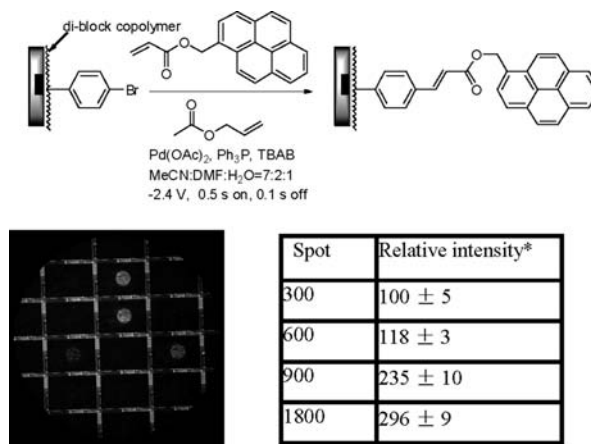 di-block copolymer
O
O
Br
O
O
O
O
Pd(OAc)₂, Ph₃P, TBAB
MeCN:DMF:H₂O=7:2:1
-2.4 V, 0.5 s on, 0.1 s off
Spot Relative intensity*
300 100 ± 5
600 118 ± 3
900 235 ± 10
1800 296 ± 9